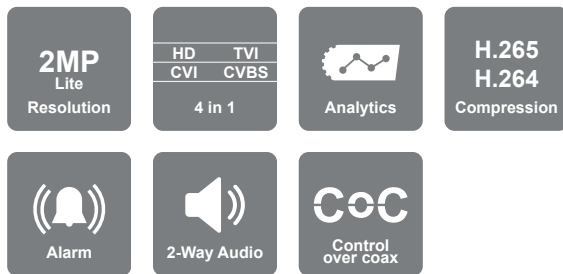 2MP
Lite
Resolution
HD TVI
CVI CVBS
4 in 1
Analytics
H.265
H.264
Compression
Alarm
2-Way Audio
CoC
Control
over coax